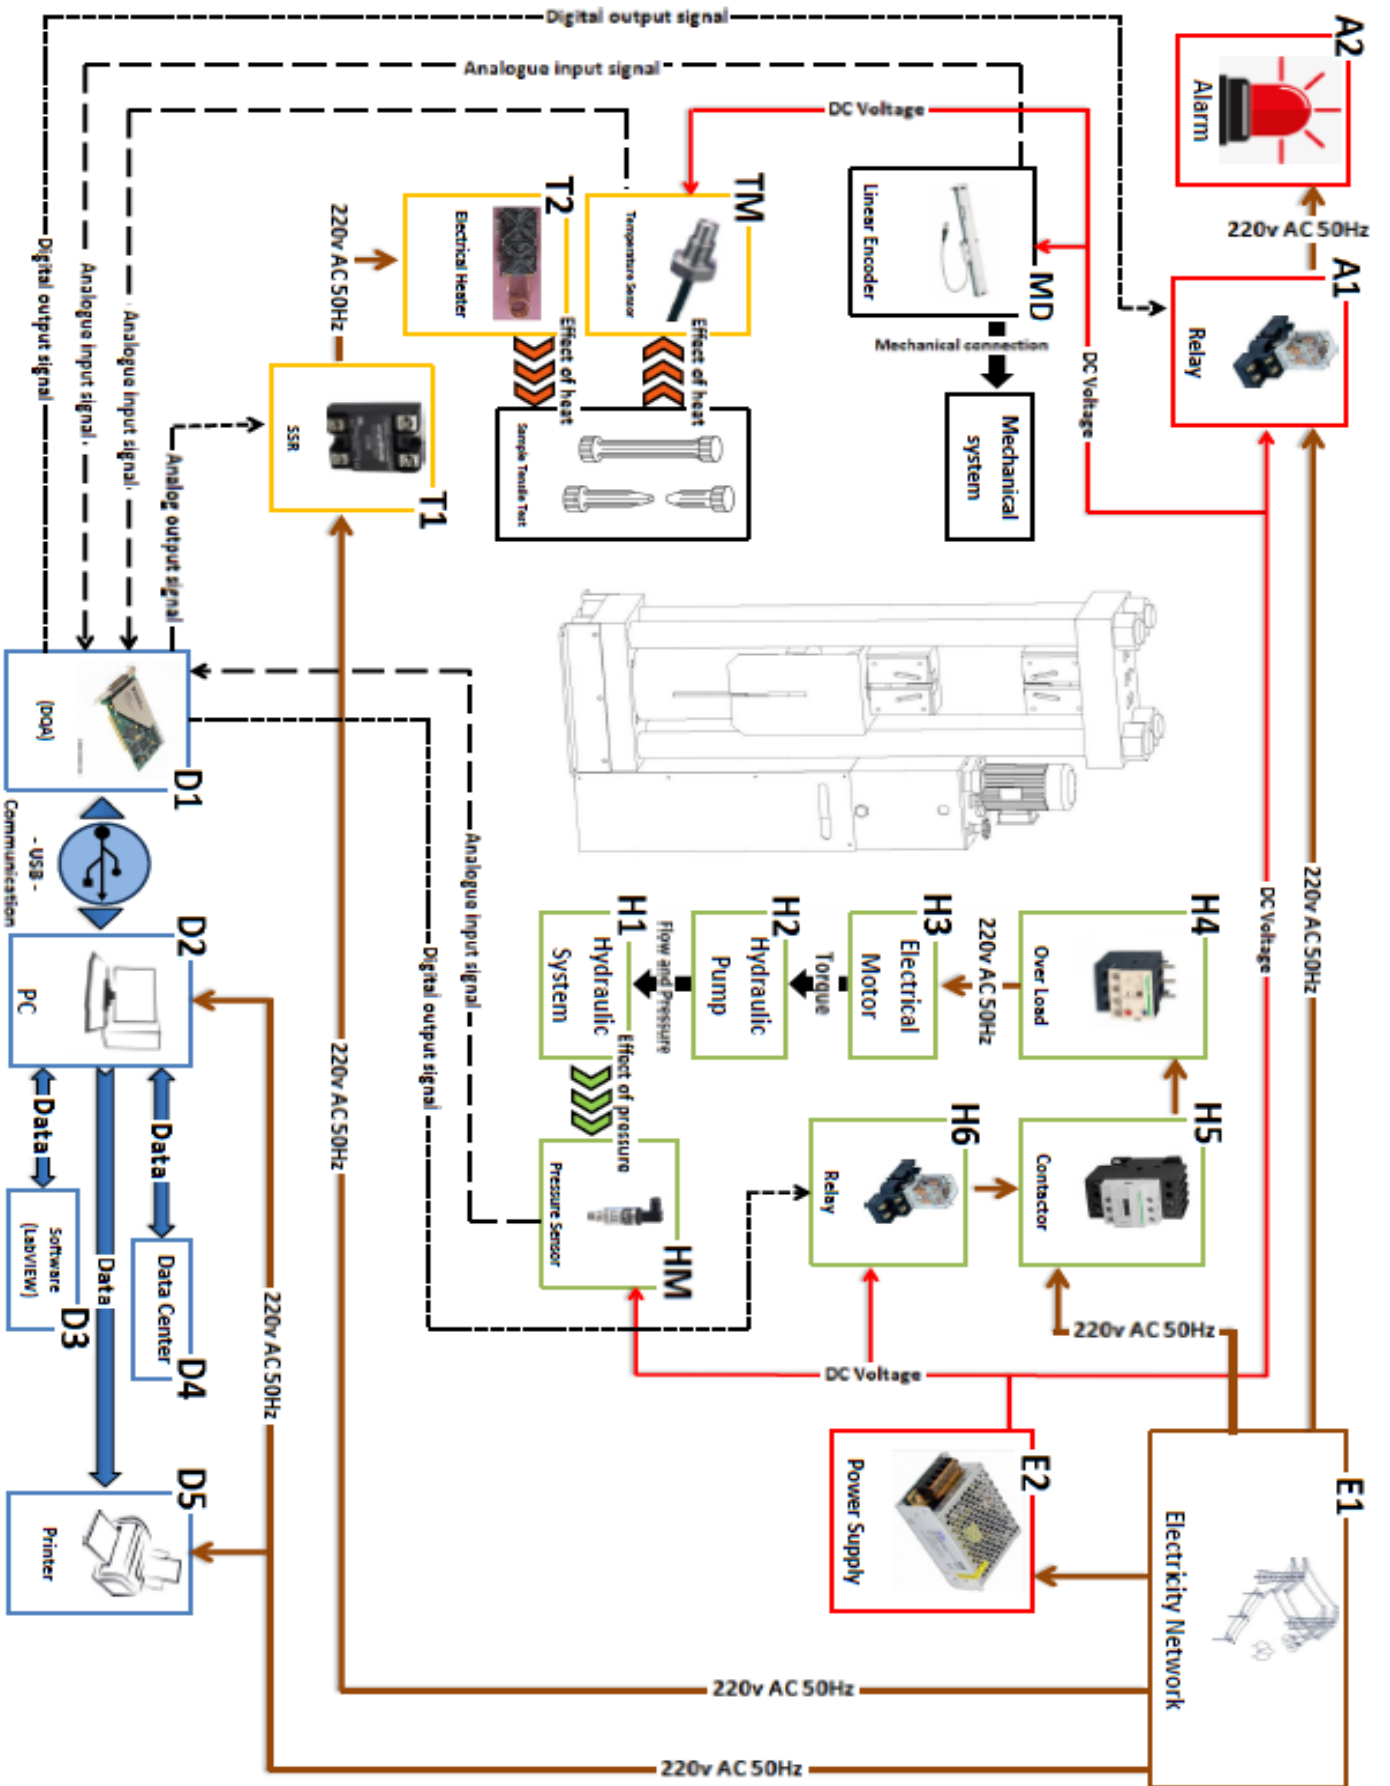 Digital output signal
A2
Alarm
Analogue input signal
DC Voltage
220v AC 50Hz
A1
Relay
TM
Temperature Sensor
T2
Electrical Heater
220v AC 50Hz
Linear Encoder
MD
Mechanical connection
Mechanical
system
DC Voltage
Effect of heat
Effect of heat
Sample Tensile Test
SSR
T1
Digital output signal
Analogue input signal
Analogue input signal
Analog output signal
(DQA)
D1
- USB -
Communication
D2
PC
H1
Hydraulic
System
Flow and Pressure
H2
Hydraulic
Pump
Torque
H3
Electrical
Motor
220v AC 50Hz
H4
Over Load
DC Voltage
220v AC 50Hz
Analogue input signal
Digital output signal
220v AC 50Hz
Effect of pressure
Pressure Sensor
HM
H6
Relay
H5
Contactor
220v AC 50Hz
DC Voltage
Data
Data
Data
Software
(LabVIEW)
D3
Data Center
D4
220v AC 50Hz
D5
Printer
E2
Power Supply
E1
Electricity Network
220v AC 50Hz
220v AC 50Hz